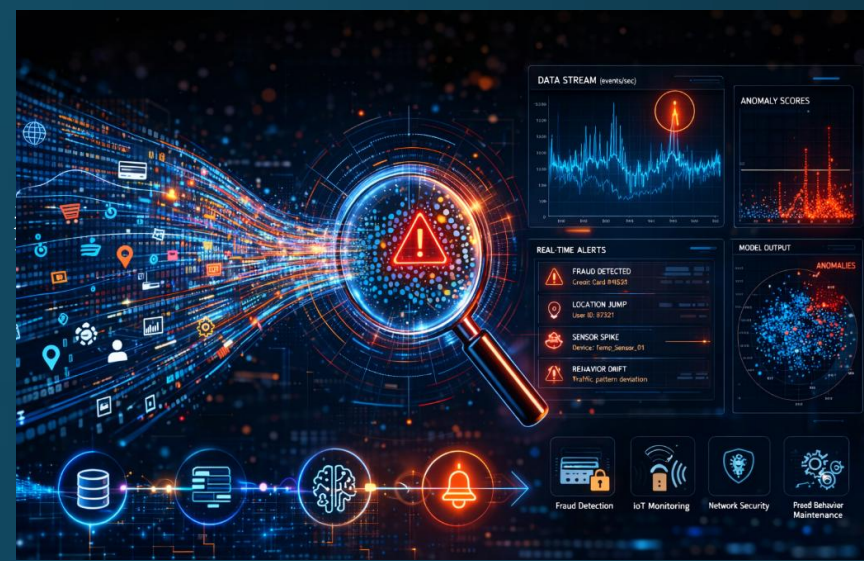 DATA STREAM (events/sec)
ANOMALY SCORES
REAL-TIME ALERTS
FRAUD DETECTED
Credit Card
LOCATION JUMP
User ID: 87321
SENSOR SPIKE
Device: Temp_Sensor_01
BEHAVIOR DRIFT
Traffic pattern deviation
MODEL OUTPUT
ANOMALIES
Fraud Detection
IoT Monitoring
Network Security
Preed Behavior
Maintenance